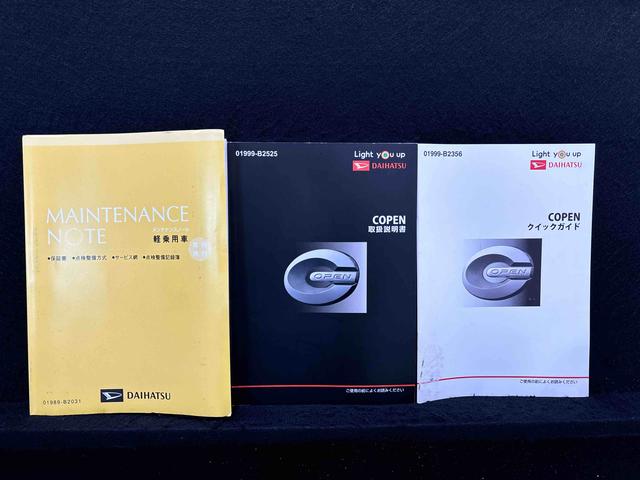 MAINTENANCE
NOTE
メンテナンスノート
軽乗用車
●保証書 ●点検整備方式 ●サービス網 ●点検整備記録簿
DAIHATSU
01989-B2031
01999-B2525
Light you up
DAIHATSU
COPEN
取扱説明書
COPEN
ご使用の前によくお読みください
01999-B2356
Light you up
DAIHATSU
COPEN
クイックガイド
COPEN
ご使用の前によくお読みください